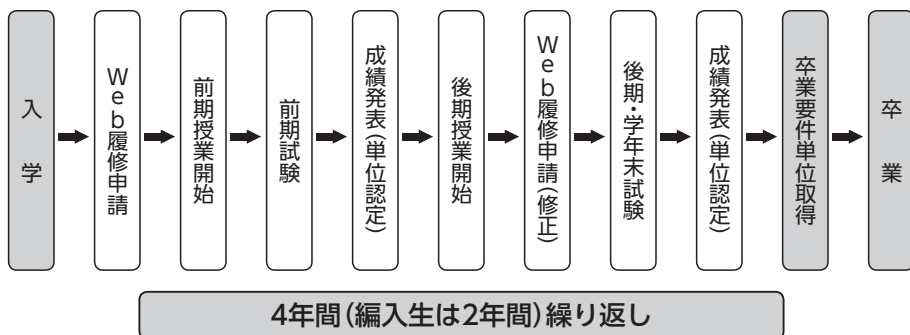 入学
Web履修申請
前期授業開始
前期試験
成績発表(単位認定)
後期授業開始
Web履修申請(修正)
後期・学年末試験
成績発表(単位認定)
卒業要件単位取得
卒業
4年間(編入生は2年間)繰り返し